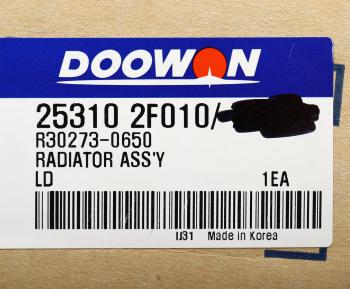 DOOWON
25310 2F010/
R30273-0650
RADIATOR ASS'Y
LD 1EA
IJ31 Made in Korea